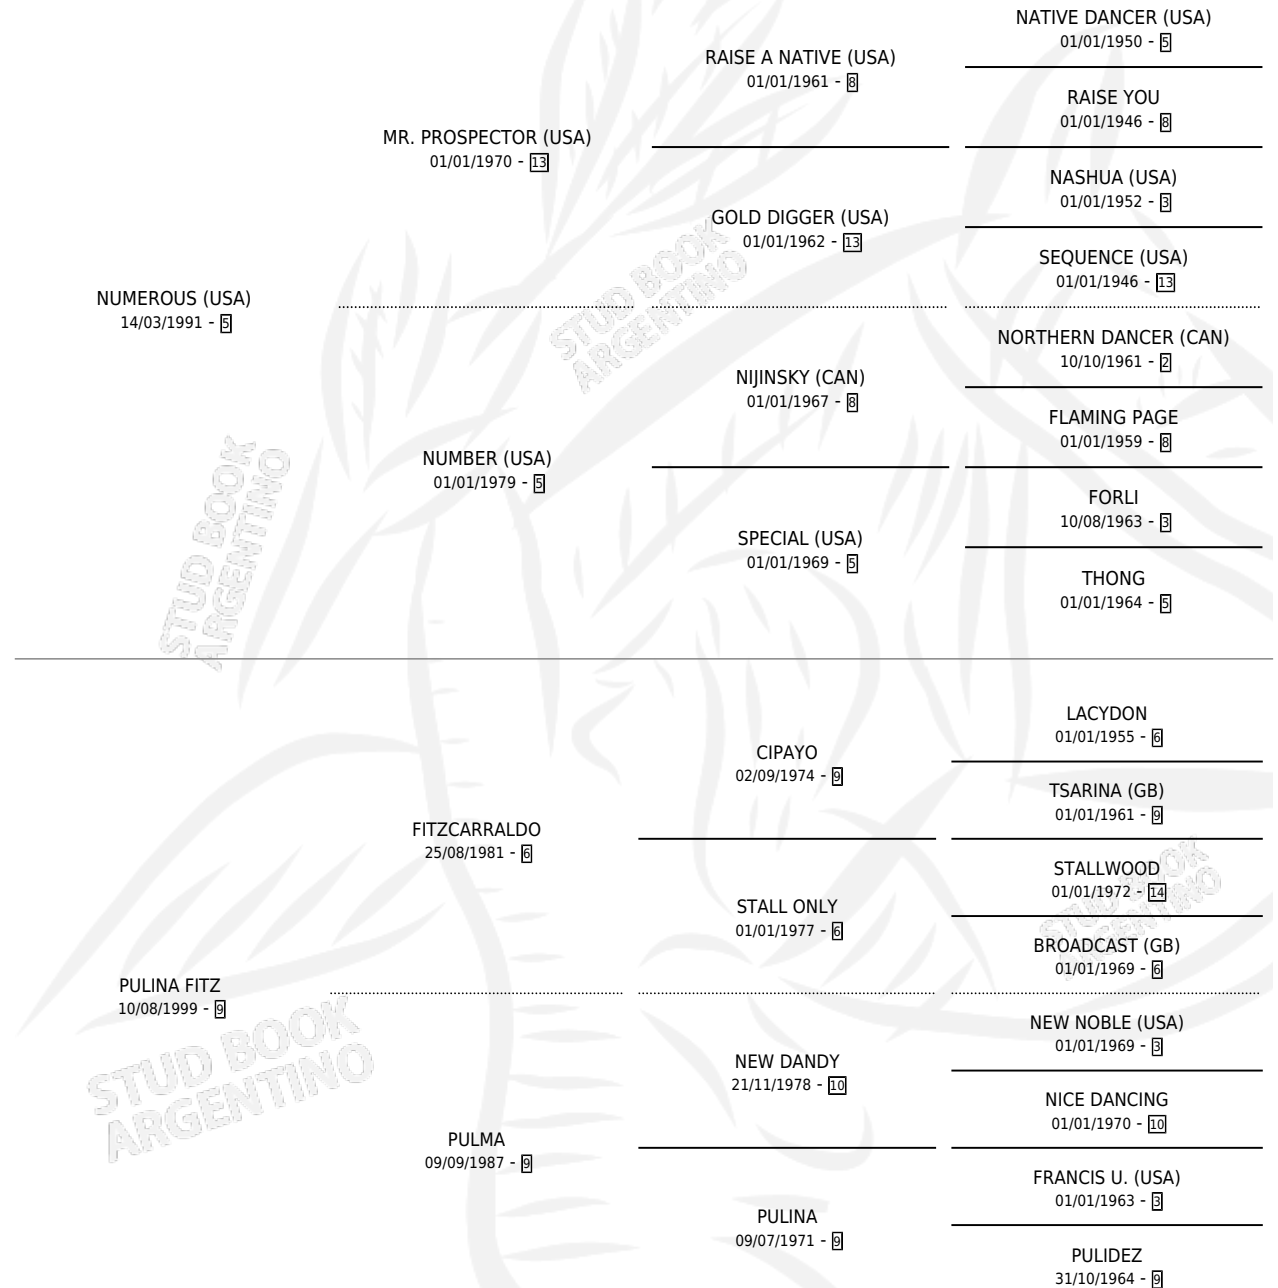 NATIVE DANCER (USA)
01/01/1950 - 5
RAISE A NATIVE (USA)
01/01/1961 - 8
RAISE YOU
01/01/1946 - 8
MR. PROSPECTOR (USA)
01/01/1970 - 13
NASHUA (USA)
01/01/1952 - 3
GOLD DIGGER (USA)
01/01/1962 - 13
SEQUENCE (USA)
01/01/1946 - 13
NUMEROUS (USA)
14/03/1991 - 5
STUD BOOK
ARGENTINO
NORTHERN DANCER (CAN)
10/10/1961 - 2
NIJINSKY (CAN)
01/01/1967 - 8
FLAMING PAGE
01/01/1959 - 8
NUMBER (USA)
01/01/1979 - 5
FORLI
10/08/1963 - 3
SPECIAL (USA)
01/01/1969 - 5
THONG
01/01/1964 - 5
STUD BOOK
ARGENTINO
LACYDON
01/01/1955 - 6
CIPAYO
02/09/1974 - 9
TSARINA (GB)
01/01/1961 - 9
FITZCARRALDO
25/08/1981 - 6
STALLWOOD
01/01/1972 - 14
STALL ONLY
01/01/1977 - 6
BROADCAST (GB)
01/01/1969 - 6
STUD BOOK
ARGENTINO
PULINA FITZ
10/08/1999 - 9
NEW NOBLE (USA)
01/01/1969 - 3
NEW DANDY
21/11/1978 - 10
NICE DANCING
01/01/1970 - 10
STUD BOOK
ARGENTINO
PULMA
09/09/1987 - 9
FRANCIS U. (USA)
01/01/1963 - 3
PULINA
09/07/1971 - 9
PULIDEZ
31/10/1964 - 9